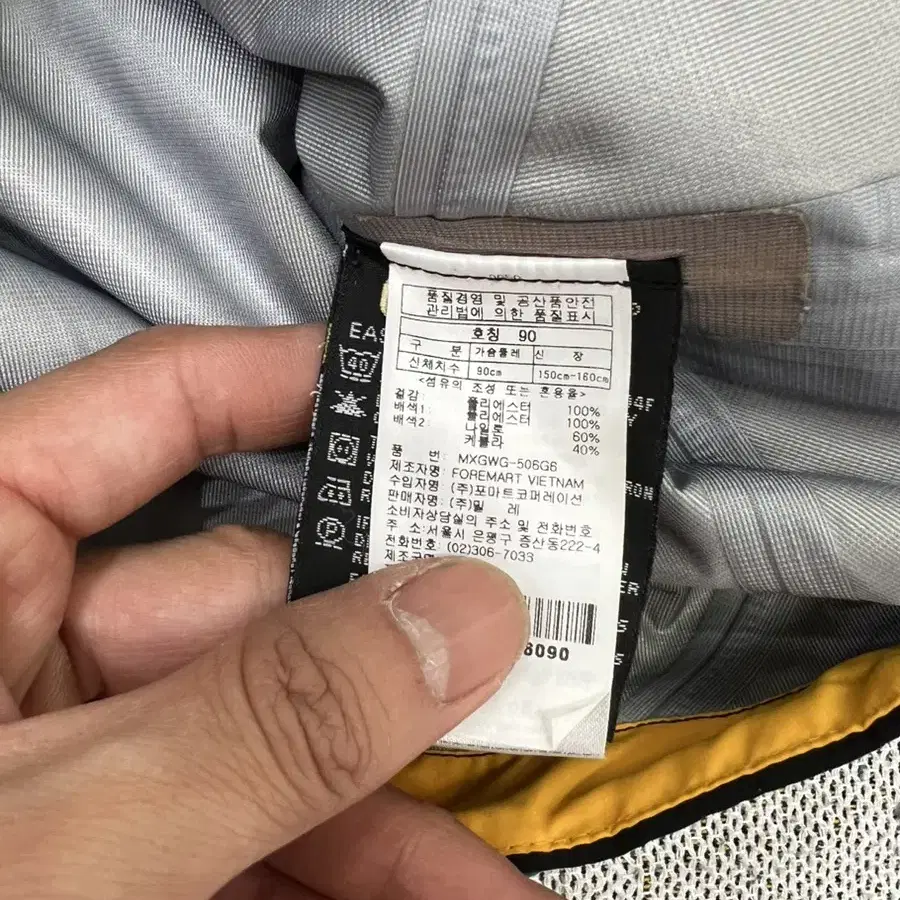 품질경영 및 공산품안전
관리법에 의한 품질표시
호칭 90
구 분 가슴둘레 신 장
신체치수 90cm 150cm-160cm
<섬유의 조성 또는 혼용율>
겉감: 폴리에스터 100%
배색1: 폴리에스터 100%
배색2: 나일론 60%
케블라 40%
품 번: MXGWG-506G6
제조자명: FOREMART VIETNAM
수입자명: (주)포마트코퍼레이션
판매자명: (주)밀 레
소비자상담실의 주소 및 전화번호
주 소:서울시 은평구 증산동222-4
전화번호: (02)306-7033
8090
EAS
40